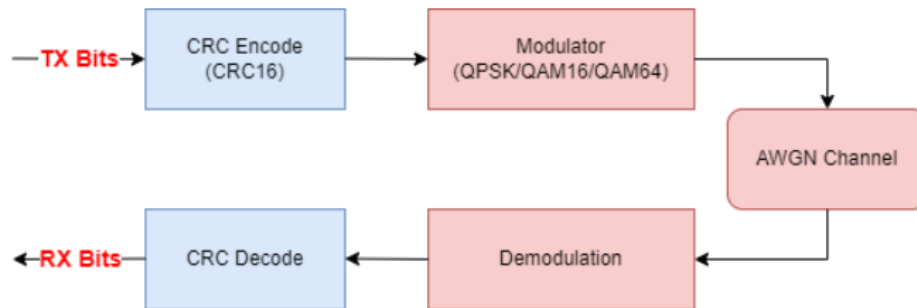 TX Bits
CRC Encode
(CRC16)
Modulator
(QPSK/QAM16/QAM64)
AWGN Channel
RX Bits
CRC Decode
Demodulation